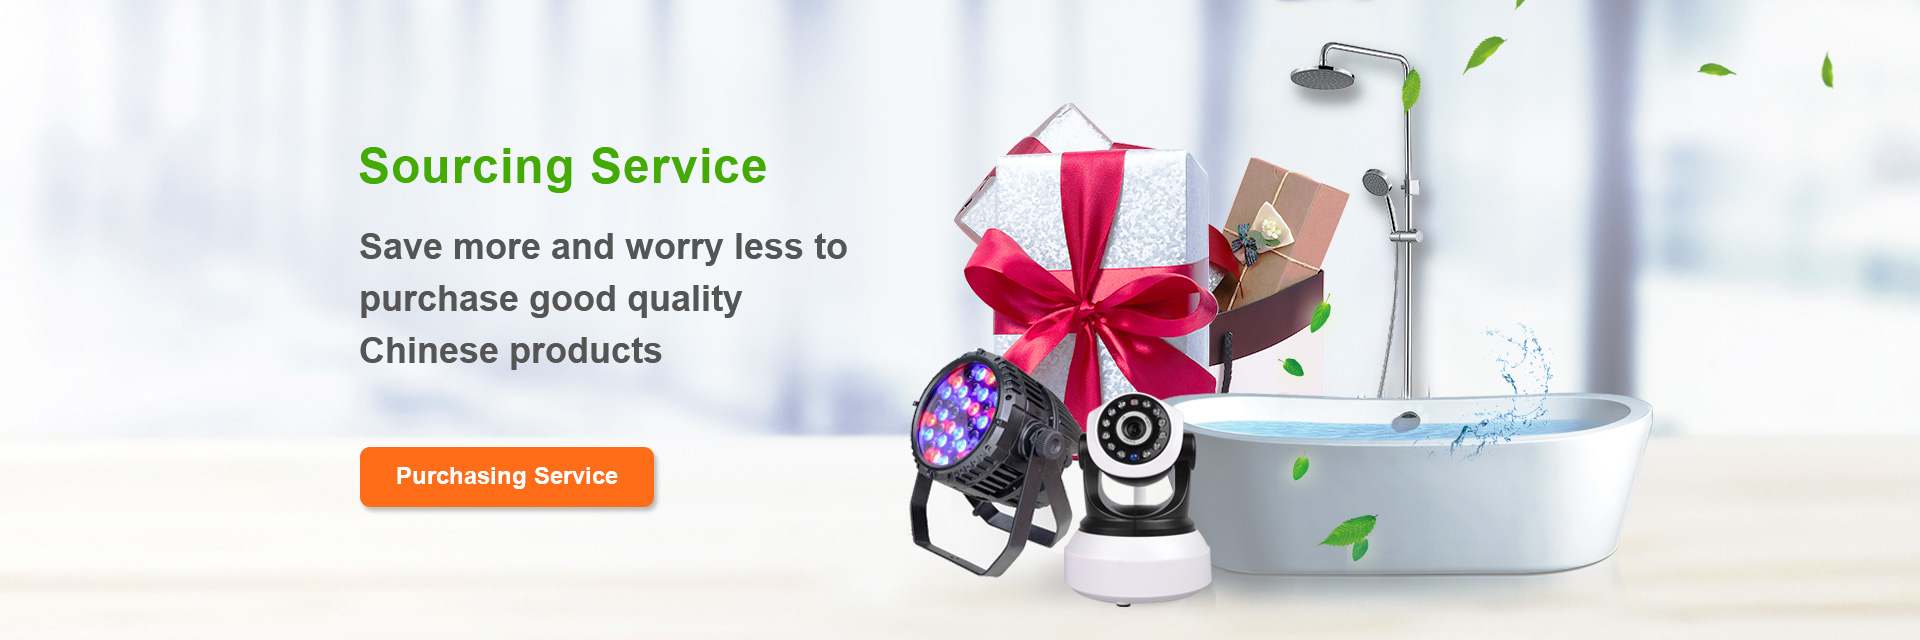 Sourcing Service
Save more and worry less to
purchase good quality
Chinese products
Purchasing Service